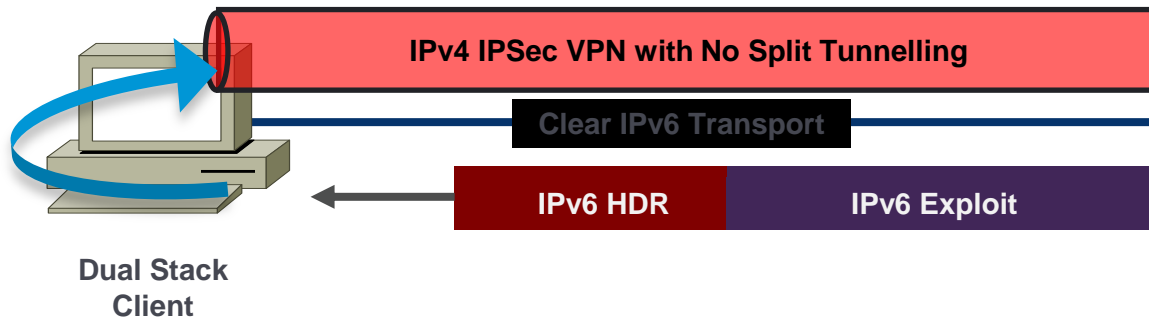 IPv4 IPSec VPN with No Split Tunnelling
Clear IPv6 Transport
IPv6 HDR
IPv6 Exploit
Dual Stack
Client